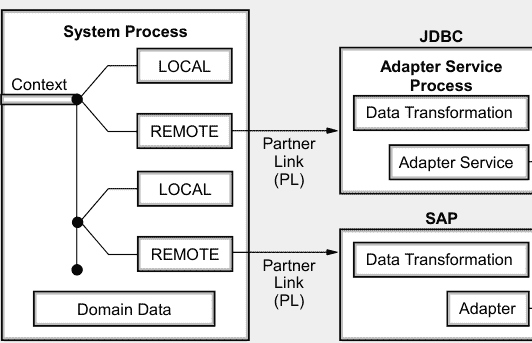 System Process
Context
LOCAL
REMOTE
LOCAL
REMOTE
Domain Data
Partner
Link
(PL)
Partner
Link
(PL)
JDBC
Adapter Service
Process
Data Transformation
Adapter Service
SAP
Data Transformation
Adapter